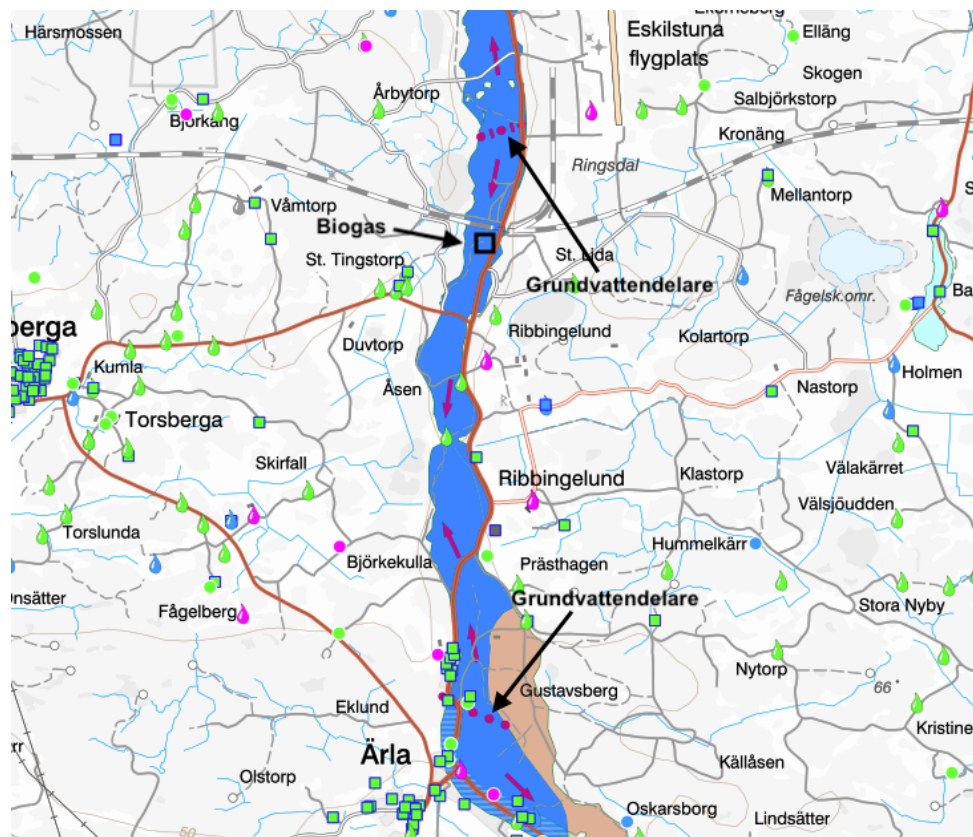 Ekorneberg
Härsmossen
Eskilstuna
flygplats
Elläng
Skogen
Årbytorp
Salbjörkstorp
Björkäng
Kronäng
Ringsdal
Mellantorp
Våmtorp
Biogas
St. Tingstorp
St. Lida
Grundvattendelare
Fågelsk.omr.
Ba
berga
Duvtorp
Ribbingelund
Kolartorp
Kumla
Åsen
Nastorp
Holmen
Torsberga
Skirfall
Ribbingelund
Klastorp
Välakärret
Välsjöudden
Torslunda
Björkekulla
Prästhagen
Hummelkärr
Fågelberg
Grundvattendelare
Stora Nyby
Gustavsberg
Nytorp
66
Eklund
Kristine
Ärla
Källåsen
Olstorp
Oskarsborg
Lindsätter
50